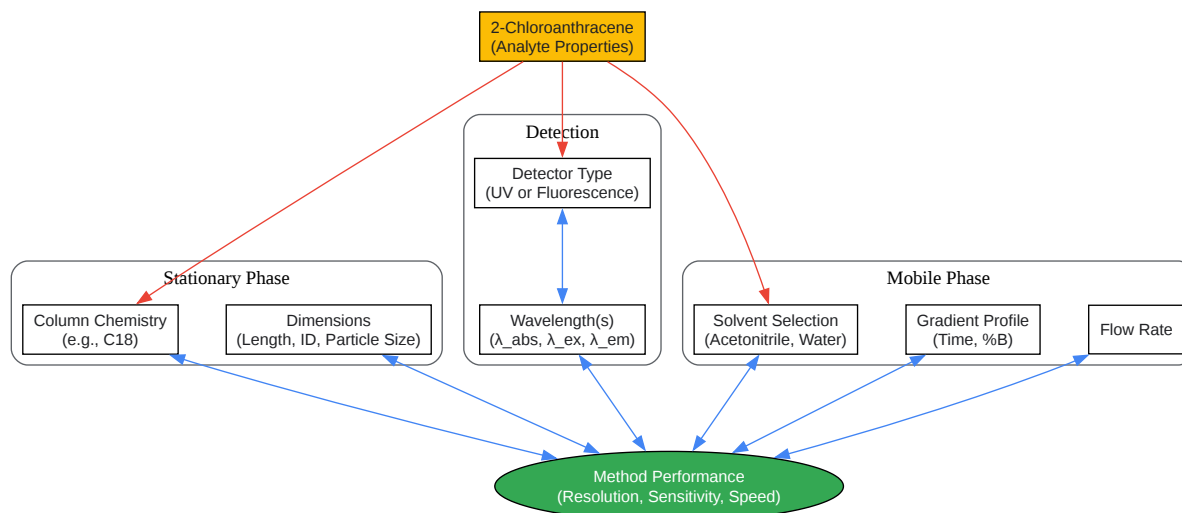 2-Chloroanthracene
(Analyte Properties)
Detection
Detector Type
(UV or Fluorescence)
Stationary Phase
Mobile Phase
Column Chemistry
(e.g., C18)
Dimensions
(Length, ID, Particle Size)
Wavelength(s)
(λ_abs, λ_ex, λ_em)
Solvent Selection
(Acetonitrile, Water)
Gradient Profile
(Time, %B)
Flow Rate
Method Performance
(Resolution, Sensitivity, Speed)